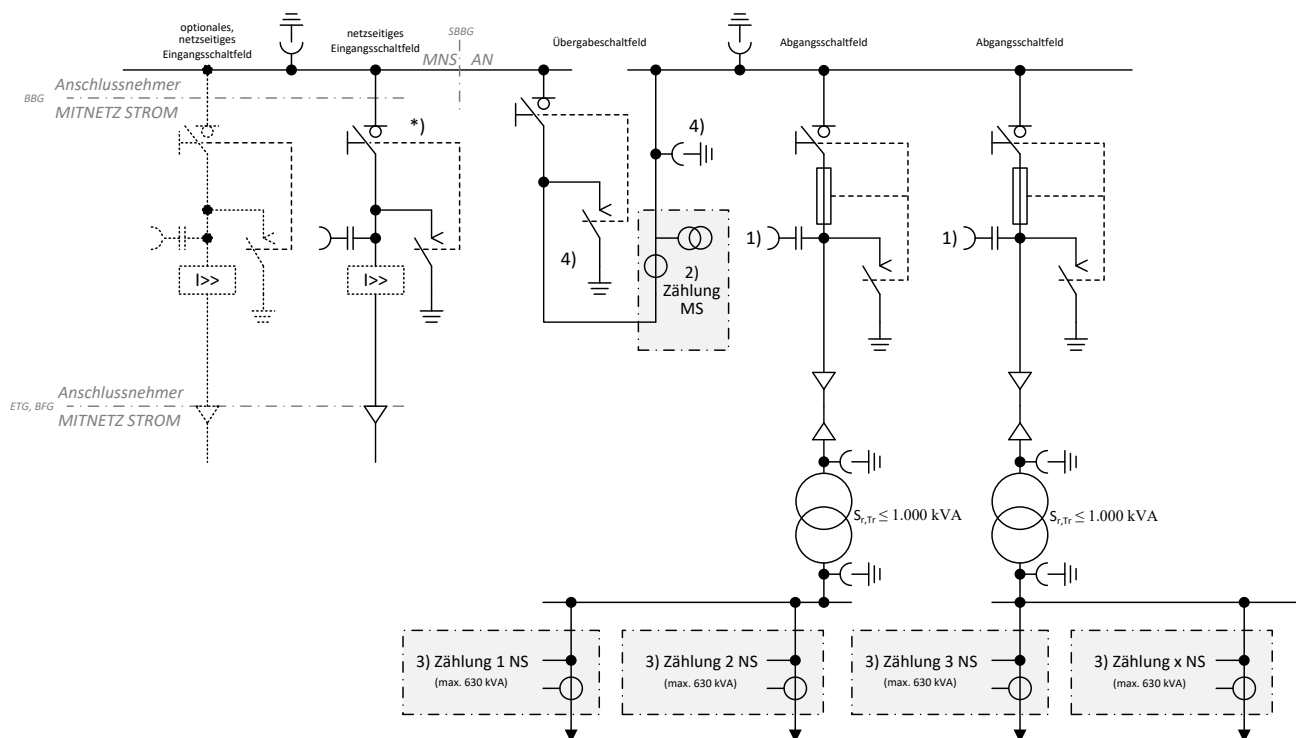 optionales,
netzseitiges
Eingangsschaltfeld
netzseitiges
Eingangsschaltfeld
SBBG
MNS AN
Übergabeschaltfeld
Abgangsschaltfeld
Abgangsschaltfeld
BBG
Anschlussnehmer
MITNETZ STROM
*)
4)
4)
1)
1)
I>>
I>>
2)
Zählung
MS
ETG, BFG
Anschlussnehmer
MITNETZ STROM
Sr,Tr ≤ 1.000 kVA
Sr,Tr ≤ 1.000 kVA
3) Zählung 1 NS
(max. 630 kVA)
3) Zählung 2 NS
(max. 630 kVA)
3) Zählung 3 NS
(max. 630 kVA)
3) Zählung x NS
(max. 630 kVA)